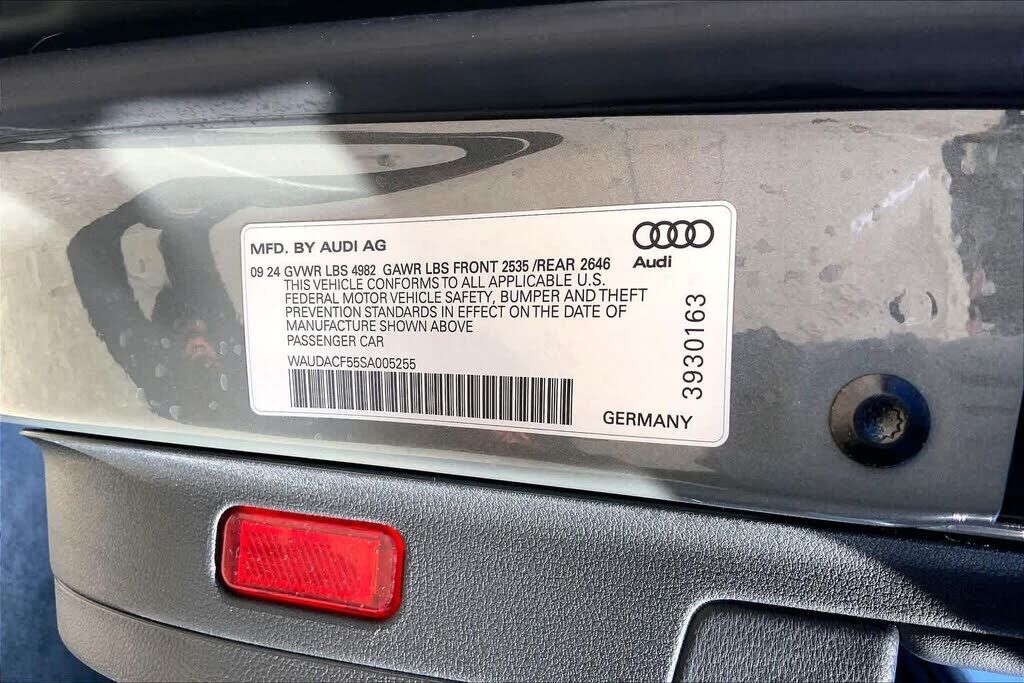 MFD. BY AUDI AG
Audi
09 24 GVWR LBS 4982 GAWR LBS FRONT 2535 /REAR 2646
THIS VEHICLE CONFORMS TO ALL APPLICABLE U.S.
FEDERAL MOTOR VEHICLE SAFETY, BUMPER AND THEFT
PREVENTION STANDARDS IN EFFECT ON THE DATE OF
MANUFACTURE SHOWN ABOVE
PASSENGER CAR
WAUDACF55SA005255
3930163
GERMANY